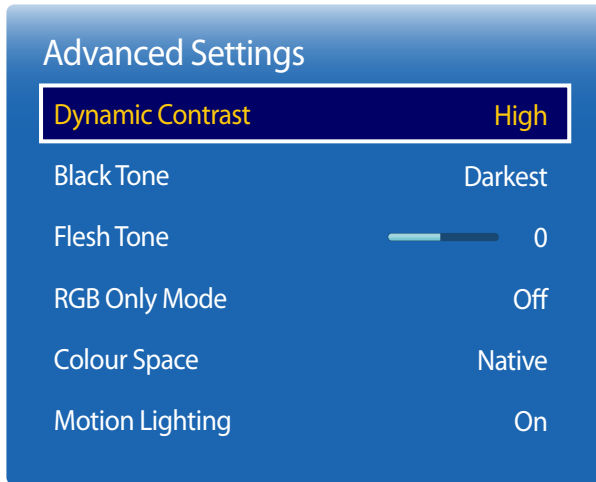 Advanced Settings
Dynamic Contrast High
Black Tone Darkest
Flesh Tone 0
RGB Only Mode Off
Colour Space Native
Motion Lighting On